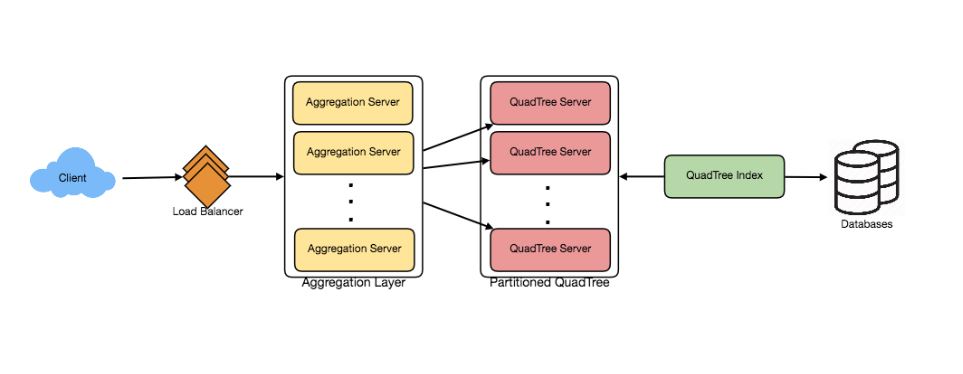 Client
Load Balancer
Aggregation Server
Aggregation Server
Aggregation Server
Aggregation Layer
QuadTree Server
QuadTree Server
QuadTree Server
Partitioned QuadTree
QuadTree Index
Databases